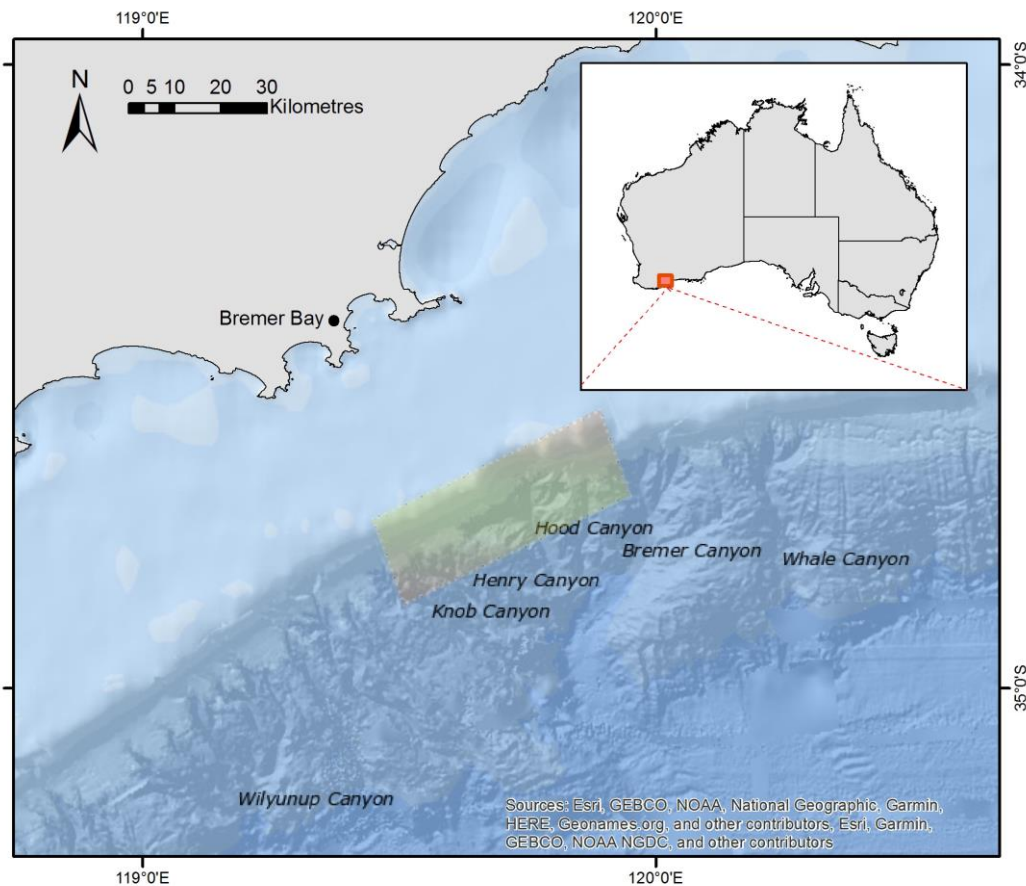 119°0'E
120°0'E
34°0'S
N
0 5 10 20 30
Kilometres
Bremer Bay
Hood Canyon
Bremer Canyon
Whale Canyon
Henry Canyon
Knob Canyon
35°0'S
Wilyunup Canyon
Sources: Esri, GEBCO, NOAA, National Geographic, Garmin,
HERE, Geonames.org, and other contributors, Esri, Garmin,
GEBCO, NOAA NGDC, and other contributors
119°0'E
120°0'E